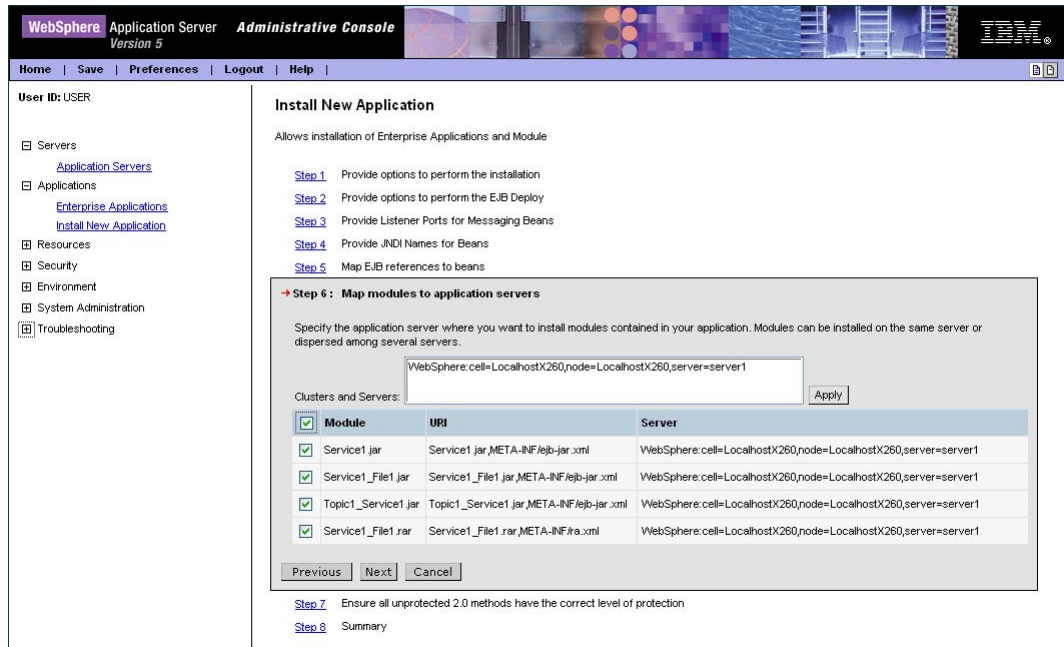 WebSphere Application Server Administrative Console
Version 5
IBM®
Home | Save | Preferences | Logout | Help |
User ID: USER
Servers
Application Servers
Applications
Enterprise Applications
Install New Application
Resources
Security
Environment
System Administration
Troubleshooting
Install New Application
Allows installation of Enterprise Applications and Module
Step 1 Provide options to perform the installation
Step 2 Provide options to perform the EJB Deploy
Step 3 Provide Listener Ports for Messaging Beans
Step 4 Provide JNDI Names for Beans
Step 5 Map EJB references to beans
Step 6 : Map modules to application servers
Specify the application server where you want to install modules contained in your application. Modules can be installed on the same server or
dispersed among several servers.
WebSphere:cell=LocalhostX260,node=LocalhostX260,server=server1
Clusters and Servers: Apply
Module URI Server
Service1.jar Service1.jar,META-INF/ejb-jar.xml WebSphere:cell=LocalhostX260,node=LocalhostX260,server=server1
Service1_File1.jar Service1_File1.jar,META-INF/ejb-jar.xml WebSphere:cell=LocalhostX260,node=LocalhostX260,server=server1
Topic1_Service1.jar Topic1_Service1.jar,META-INF/ejb-jar.xml WebSphere:cell=LocalhostX260,node=LocalhostX260,server=server1
Service1_File1.rar Service1_File1.rar,META-INF/ra.xml WebSphere:cell=LocalhostX260,node=LocalhostX260,server=server1
Previous Next Cancel
Step 7 Ensure all unprotected 2.0 methods have the correct level of protection
Step 8 Summary